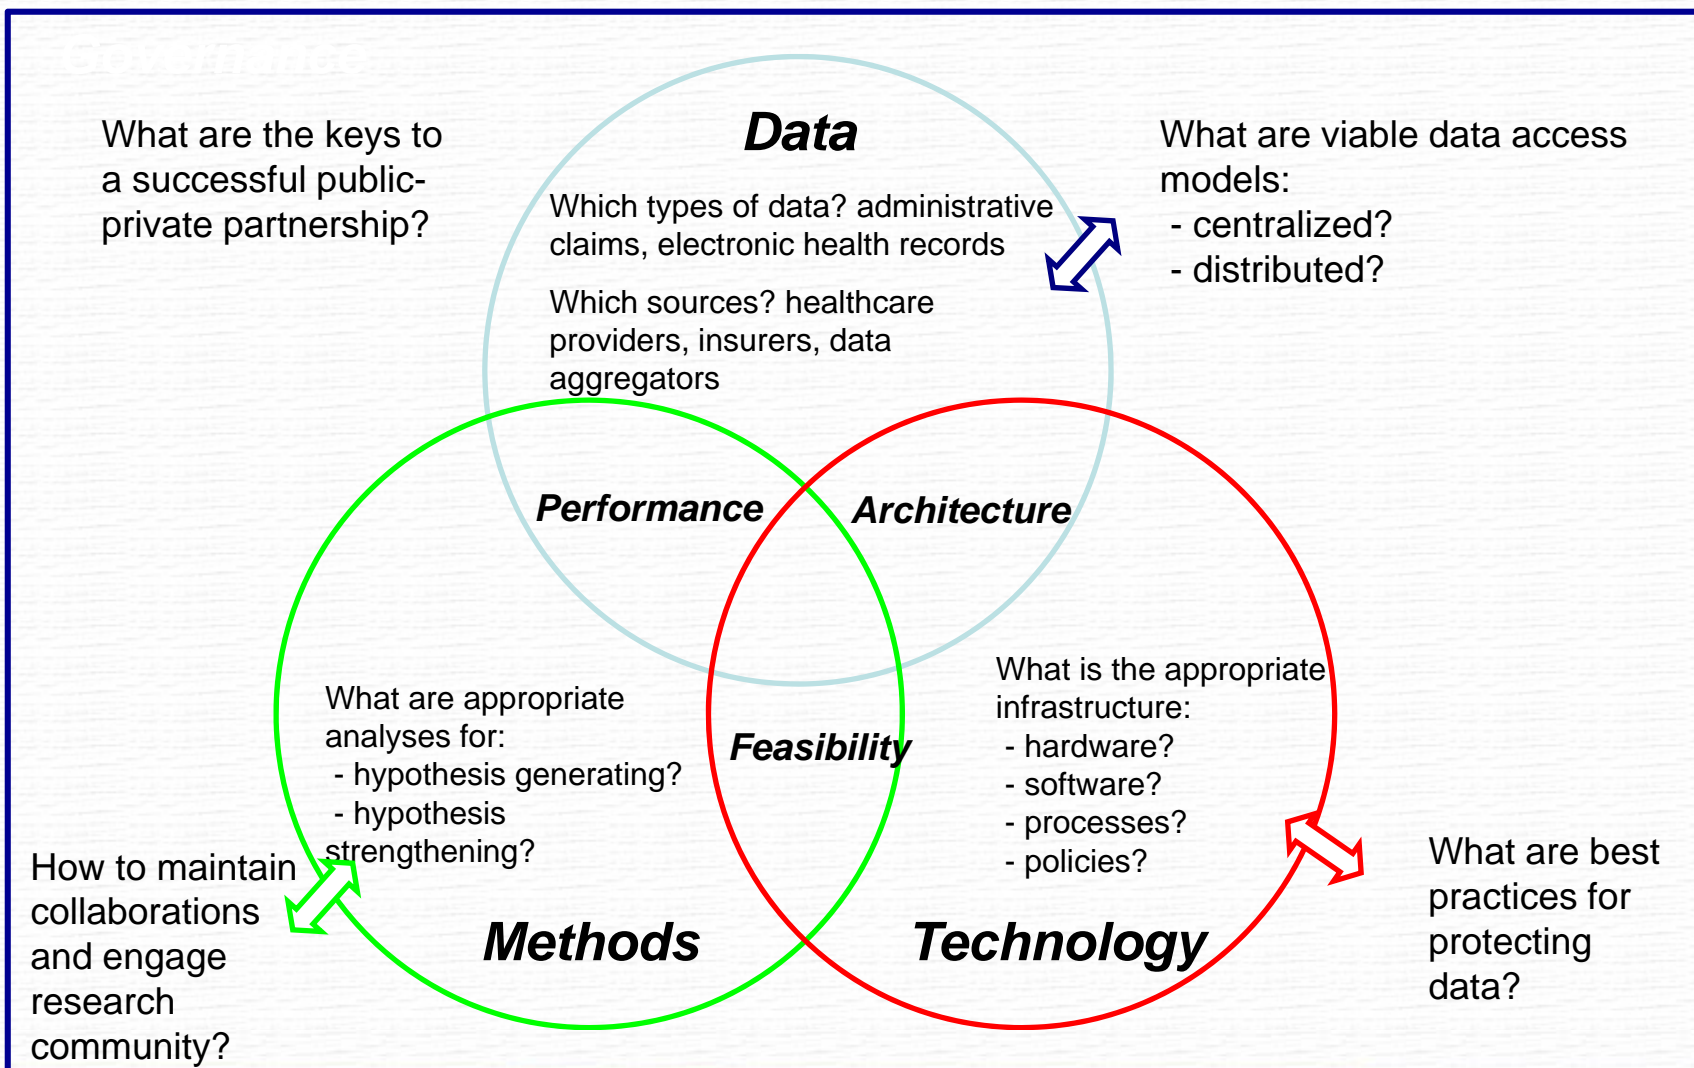 Governance
What are the keys to
a successful public-
private partnership?
Data
Which types of data? administrative
claims, electronic health records
Which sources? healthcare
providers, insurers, data
aggregators
What are viable data access
models:
- centralized?
- distributed?
Performance
Architecture
Feasibility
What are appropriate
analyses for:
- hypothesis generating?
- hypothesis
strengthening?
Methods
What is the appropriate
infrastructure:
- hardware?
- software?
- processes?
- policies?
Technology
How to maintain
collaborations
and engage
research
community?
What are best
practices for
protecting
data?